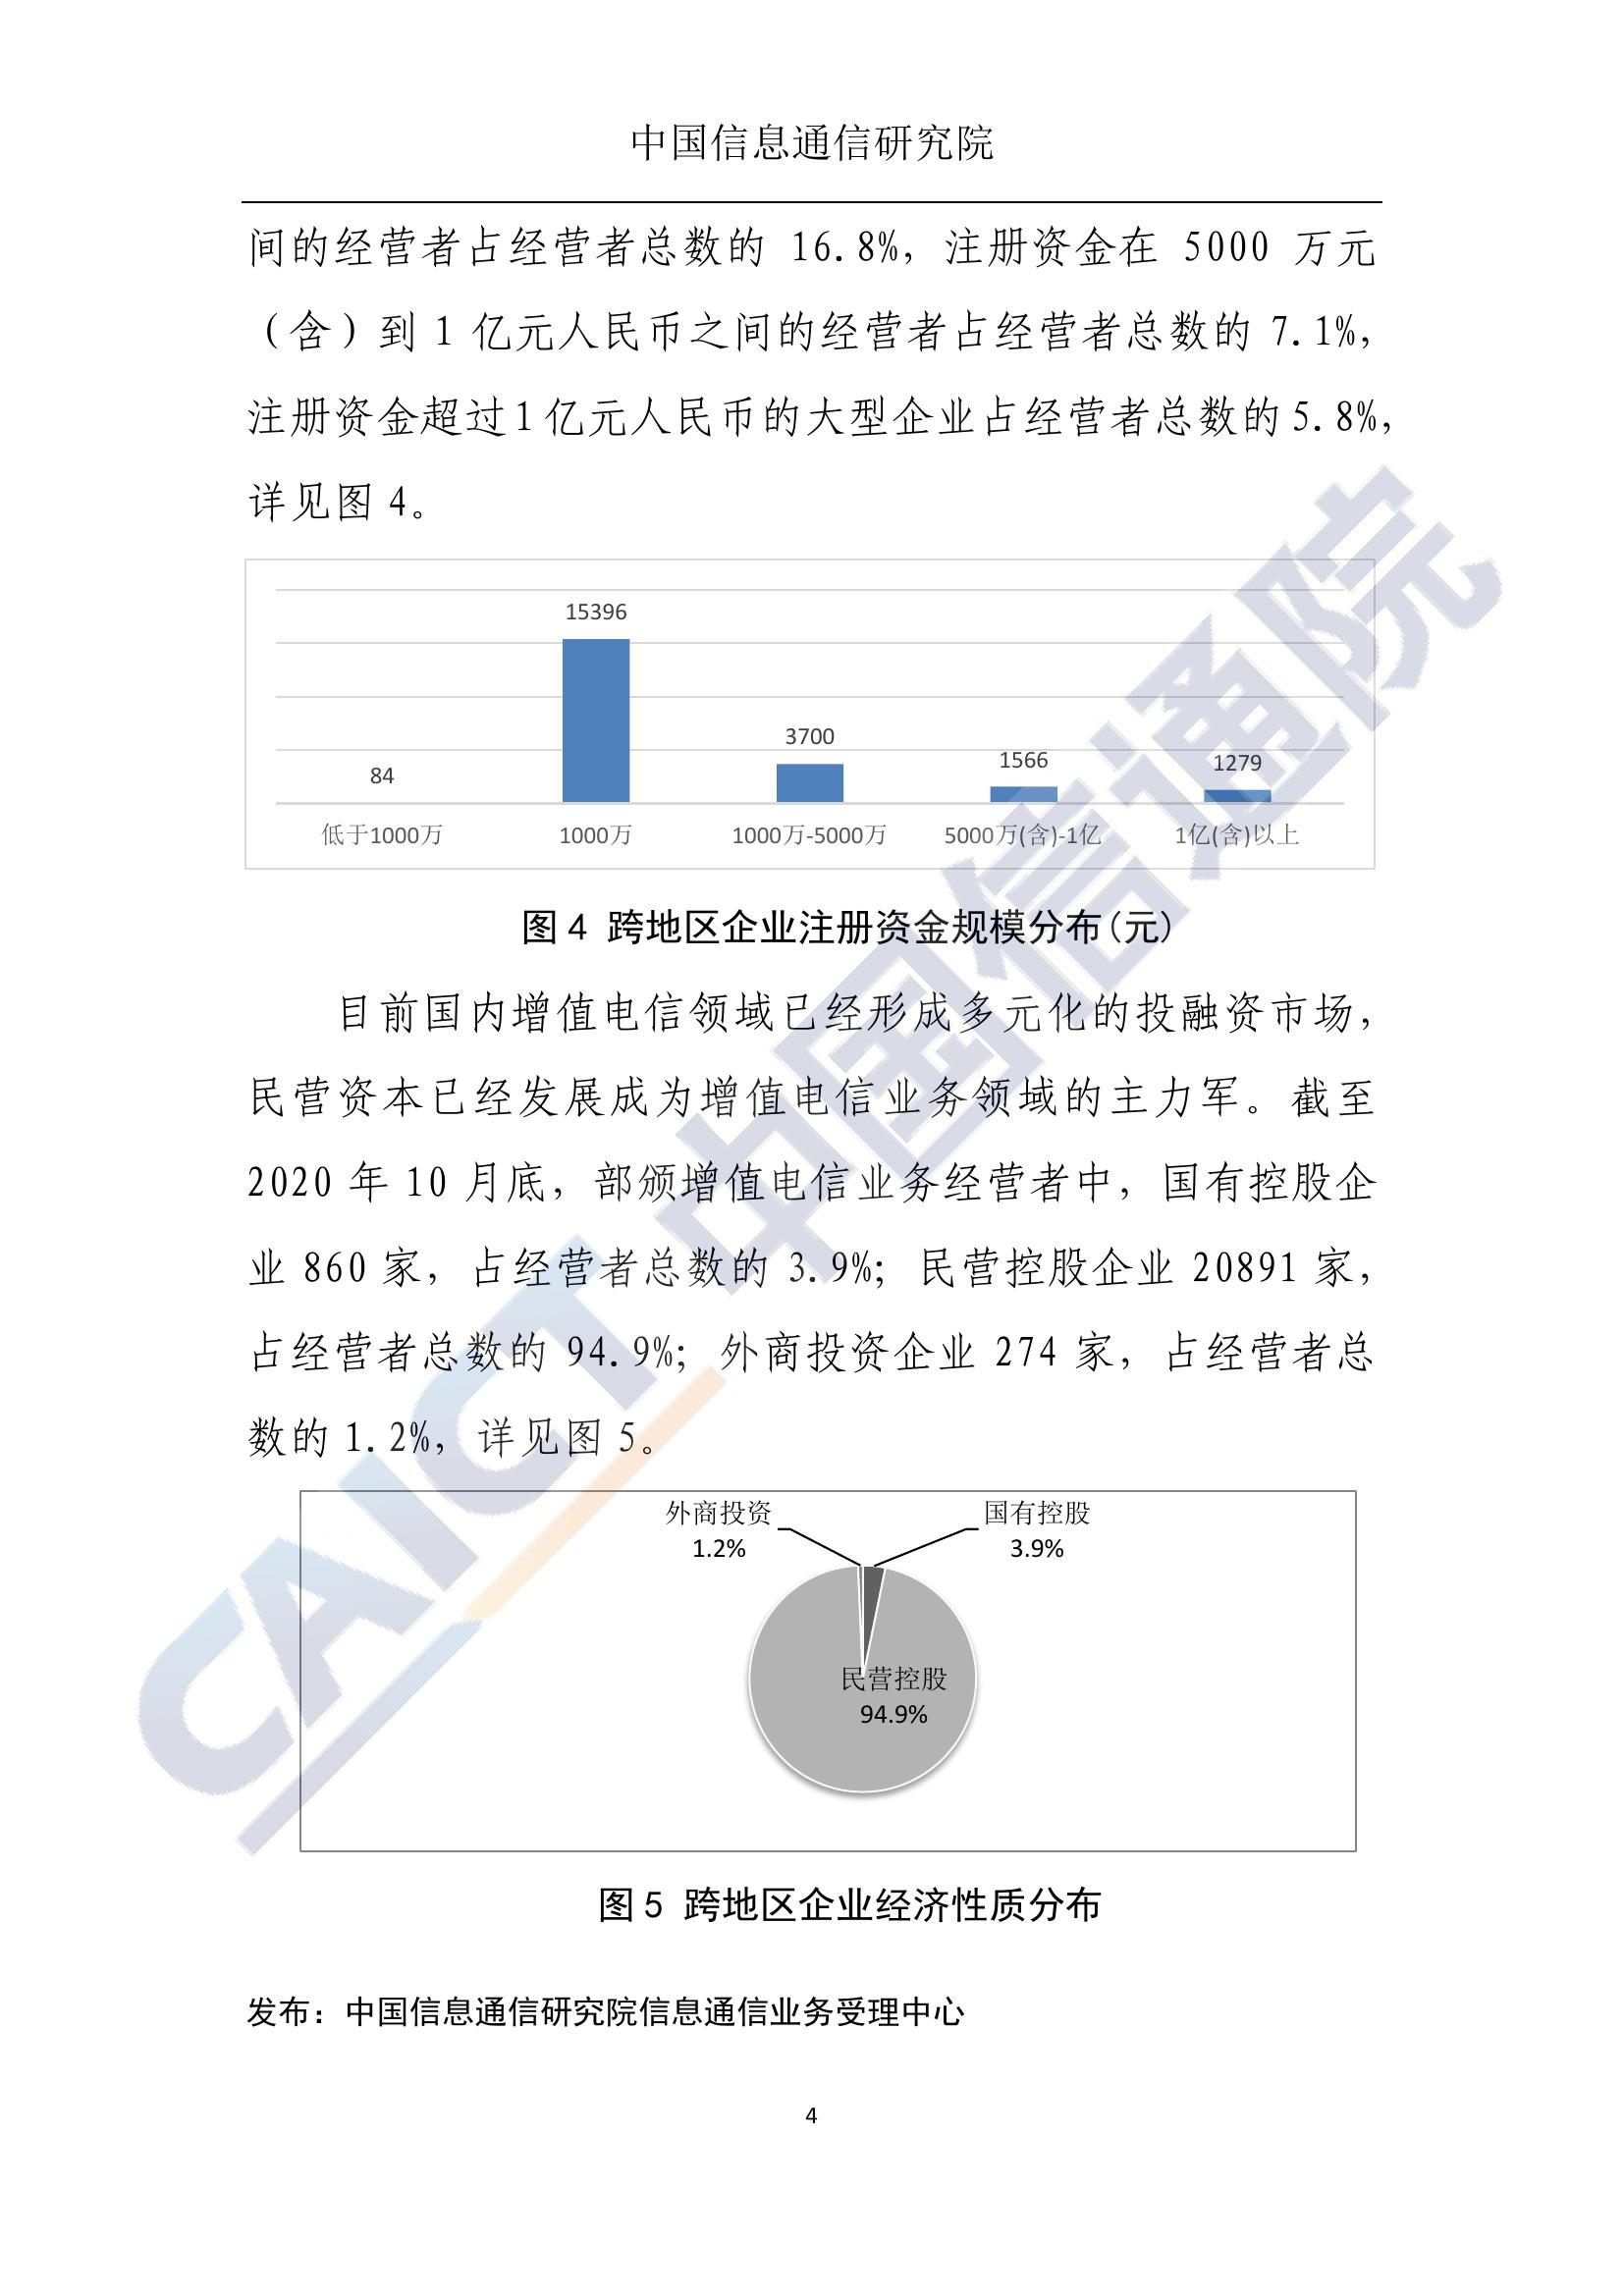 中国信息通信研究院
间的经营者占经营者总数的 16.8%，注册资金在 5000 万元
（含）到 1 亿元人民币之间的经营者占经营者总数的 7.1%，
注册资金超过1亿元人民币的大型企业占经营者总数的5.8%，
详见图 4。
15396
3700
1566
1279
84
低于1000万 1000万 1000万-5000万 5000万(含)-1亿 1亿(含)以上
图 4 跨地区企业注册资金规模分布(元)
目前国内增值电信领域已经形成多元化的投融资市场，
民营资本已经发展成为增值电信业务领域的主力军。截至
2020 年 10 月底，部颁增值电信业务经营者中，国有控股企
业 860 家，占经营者总数的 3.9%；民营控股企业 20891 家，
占经营者总数的 94.9%；外商投资企业 274 家，占经营者总
数的 1.2%，详见图 5。
外商投资
1.2%
国有控股
3.9%
民营控股
94.9%
图 5 跨地区企业经济性质分布
发布：中国信息通信研究院信息通信业务受理中心
4
CAICT 中国信通院